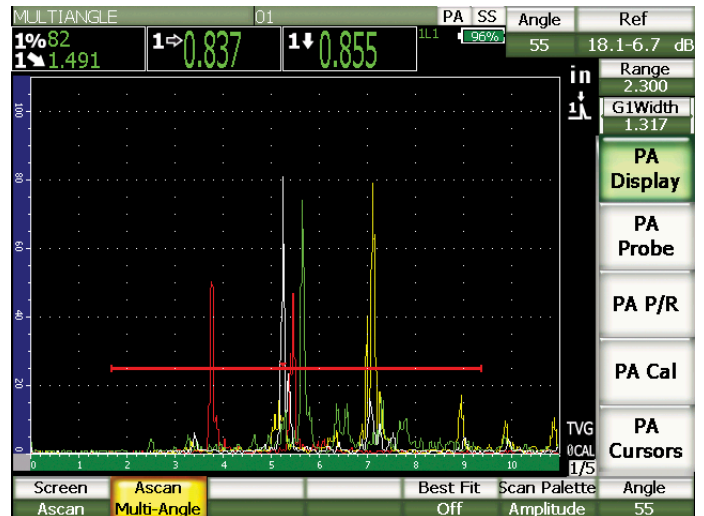 MULTIANGLE 01 PA SS Angle Ref
1% 82 1 0.837 1 0.855 1L1 96% 55 18.1-6.7 dB
1 1.491
in Range
2.300
1 G1Width
1.317
PA
Display
PA
Probe
PA P/R
PA Cal
PA
Cursors
100
80
60
40
20
0
TVG
0CAL
1/5
0 1 2 3 4 5 6 7 8 9 10
Screen Ascan Best Fit Scan Palette Angle
Ascan Multi-Angle Off Amplitude 55